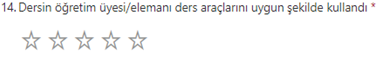 14. Dersin öğretim üyesi/elemanı ders araçlarını uygun şekilde kullandı *